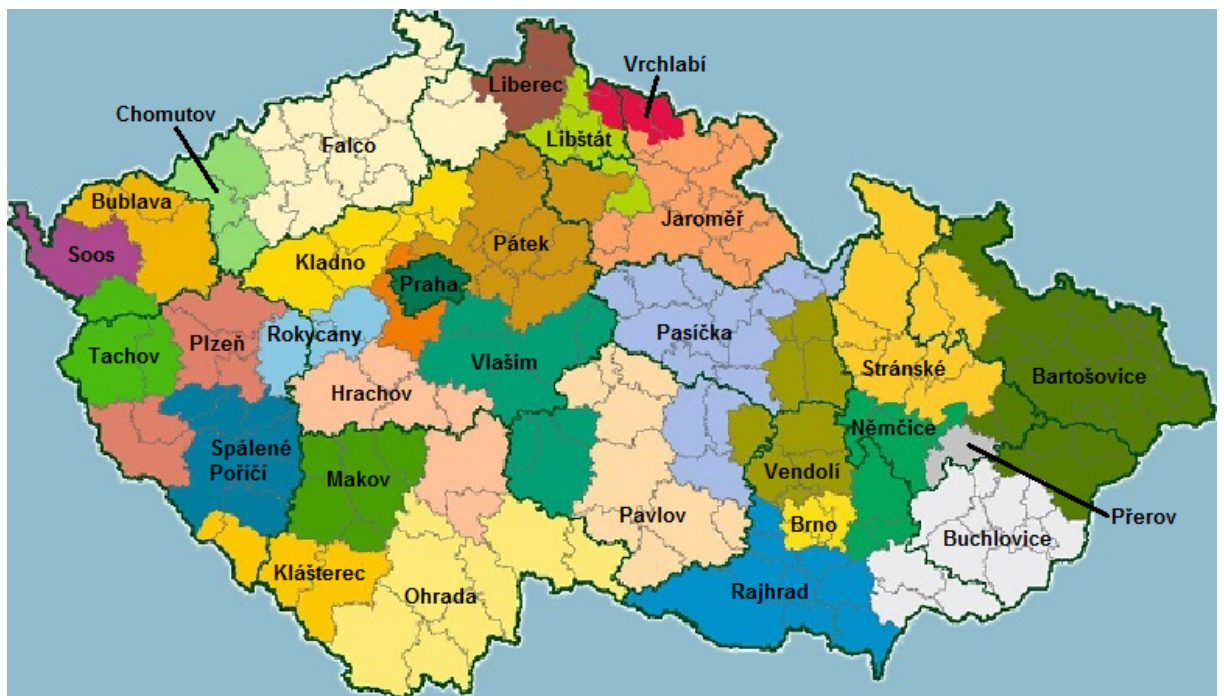 Vrchlabí
Liberec
Chomutov
Falco
Libštát
Bublava
Jaroměř
Soos
Pátek
Kladno
Praha
Rokycany
Pasíčka
Plzeň
Tachov
Vlašim
Stránské
Bartošovice
Hrachov
Němčice
Spálené
Poříčí
Makov
Vendolí
Pavlov
Brno
Přerov
Buchlovice
Klášterec
Rajhrad
Ohrada